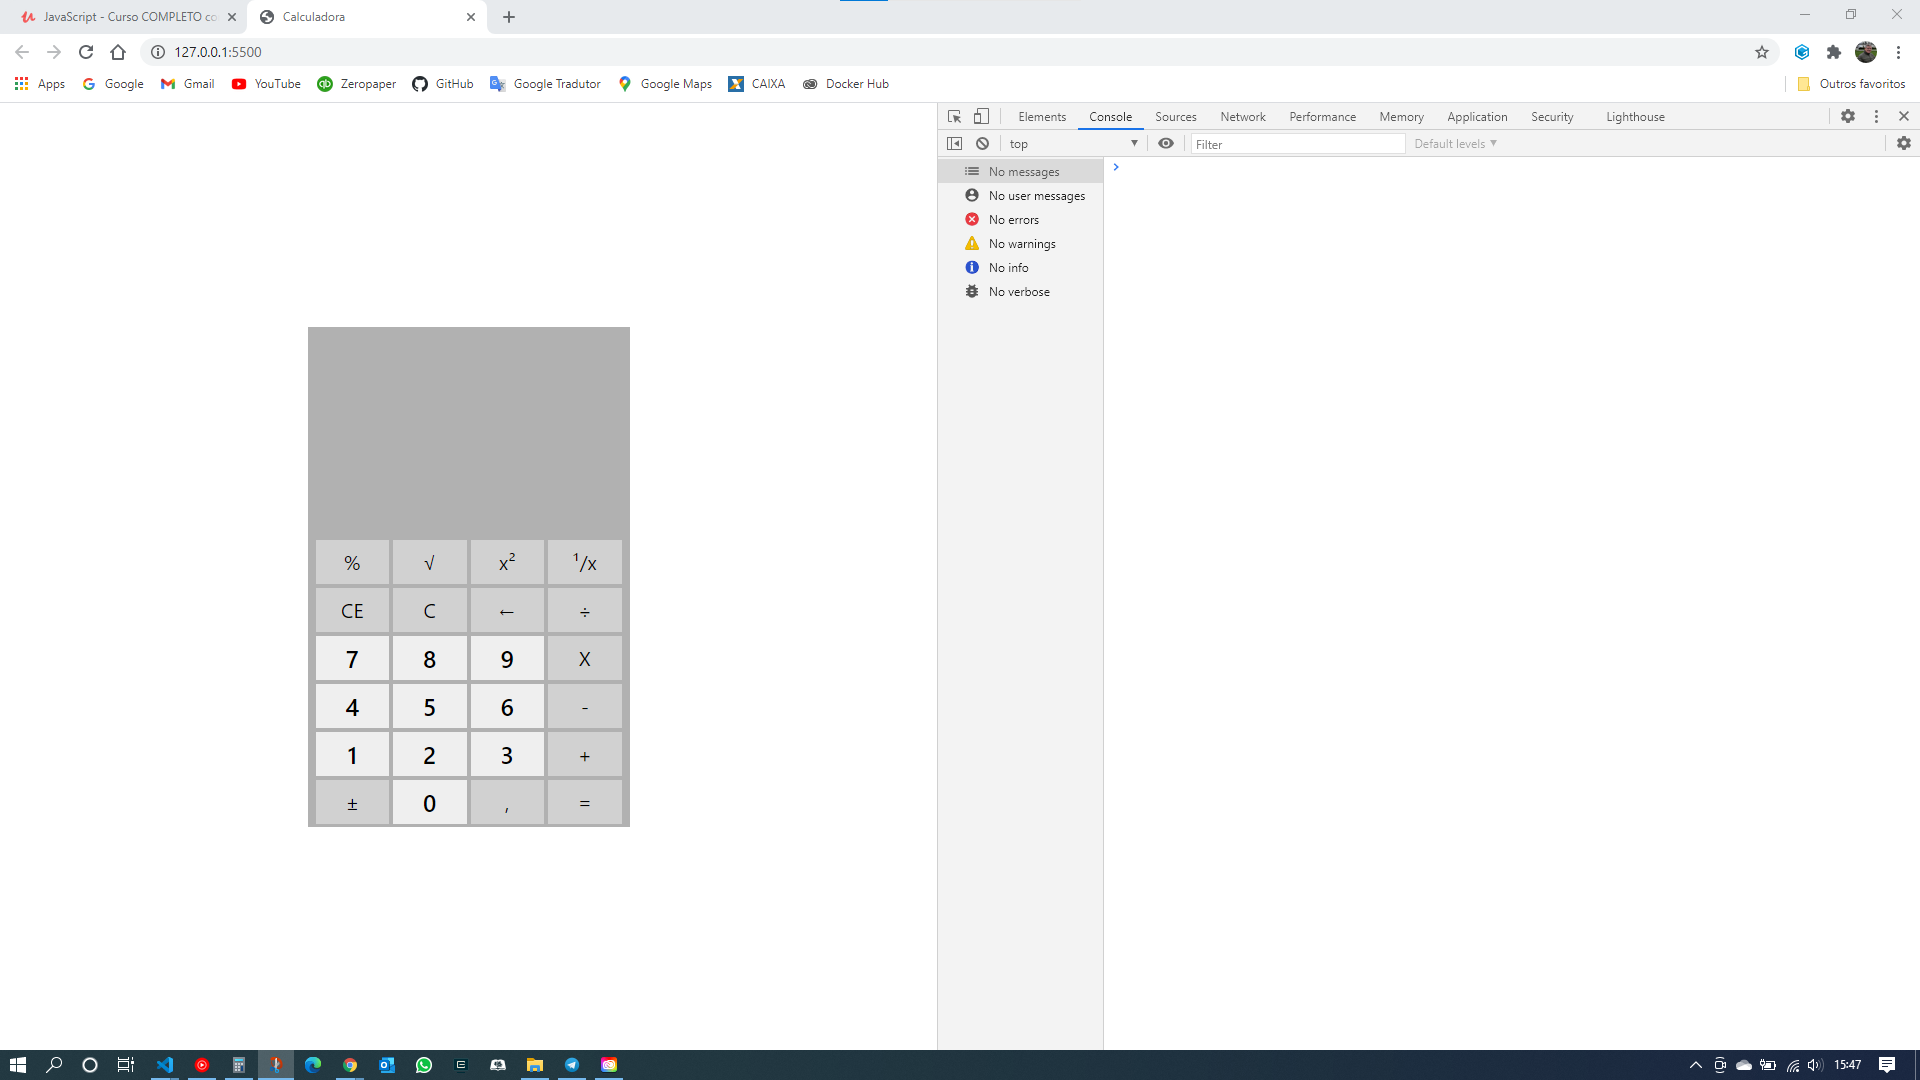 JavaScript - Curso COMPLETO co
Calculadora
127.0.0.1:5500
Apps Google Gmail YouTube Zeropaper GitHub Google Tradutor Google Maps CAIXA Docker Hub Outros favoritos
Elements Console Sources Network Performance Memory Application Security Lighthouse
top Filter Default levels
No messages
No user messages
No errors
No warnings
No info
No verbose
% √ x² ¹/x
CE C ← ÷
7 8 9 X
4 5 6 -
1 2 3 +
± 0 , =
15:47